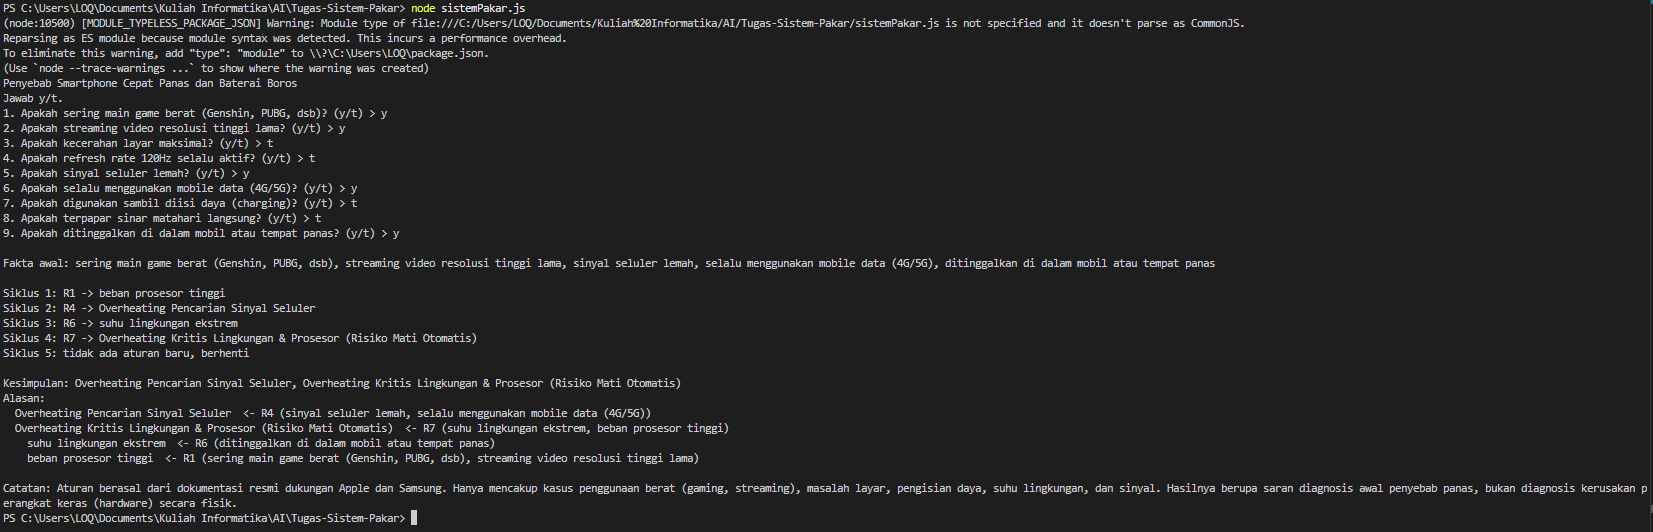 PS C:\Users\LOQ\Documents\Kuliah Informatika\AI\Tugas-Sistem-Pakar> node sistemPakar.js
(node:10500) [MODULE_TYPELESS_PACKAGE_JSON] Warning: Module type of file:///C:/Users/LOQ/Documents/Kuliah%20Informatika/AI/Tugas-Sistem-Pakar/sistemPakar.js is not specified and it doesn't parse as CommonJS.
Reparsing as ES module because module syntax was detected. This incurs a performance overhead.
To eliminate this warning, add "type": "module" to \\?\C:\Users\LOQ\package.json.
(Use `node --trace-warnings ...` to show where the warning was created)
Penyebab Smartphone Cepat Panas dan Baterai Boros
Jawab y/t.
1. Apakah sering main game berat (Genshin, PUBG, dsb)? (y/t) > y
2. Apakah streaming video resolusi tinggi lama? (y/t) > y
3. Apakah kecerahan layar maksimal? (y/t) > t
4. Apakah refresh rate 120Hz selalu aktif? (y/t) > t
5. Apakah sinyal seluler lemah? (y/t) > y
6. Apakah selalu menggunakan mobile data (4G/5G)? (y/t) > y
7. Apakah digunakan sambil diisi daya (charging)? (y/t) > t
8. Apakah terpapar sinar matahari langsung? (y/t) > t
9. Apakah ditinggalkan di dalam mobil atau tempat panas? (y/t) > y
Fakta awal: sering main game berat (Genshin, PUBG, dsb), streaming video resolusi tinggi lama, sinyal seluler lemah, selalu menggunakan mobile data (4G/5G), ditinggalkan di dalam mobil atau tempat panas
Siklus 1: R1 -> beban prosesor tinggi
Siklus 2: R4 -> Overheating Pencarian Sinyal Seluler
Siklus 3: R6 -> suhu lingkungan ekstrem
Siklus 4: R7 -> Overheating Kritis Lingkungan & Prosesor (Risiko Mati Otomatis)
Siklus 5: tidak ada aturan baru, berhenti
Kesimpulan: Overheating Pencarian Sinyal Seluler, Overheating Kritis Lingkungan & Prosesor (Risiko Mati Otomatis)
Alasan:
Overheating Pencarian Sinyal Seluler <- R4 (sinyal seluler lemah, selalu menggunakan mobile data (4G/5G))
Overheating Kritis Lingkungan & Prosesor (Risiko Mati Otomatis) <- R7 (suhu lingkungan ekstrem, beban prosesor tinggi)
suhu lingkungan ekstrem <- R6 (ditinggalkan di dalam mobil atau tempat panas)
beban prosesor tinggi <- R1 (sering main game berat (Genshin, PUBG, dsb), streaming video resolusi tinggi lama)
Catatan: Aturan berasal dari dokumentasi resmi dukungan Apple dan Samsung. Hanya mencakup kasus penggunaan berat (gaming, streaming), masalah layar, pengisian daya, suhu lingkungan, dan sinyal. Hasilnya berupa saran diagnosis awal penyebab panas, bukan diagnosis kerusakan p
erangkat keras (hardware) secara fisik.
PS C:\Users\LOQ\Documents\Kuliah Informatika\AI\Tugas-Sistem-Pakar>